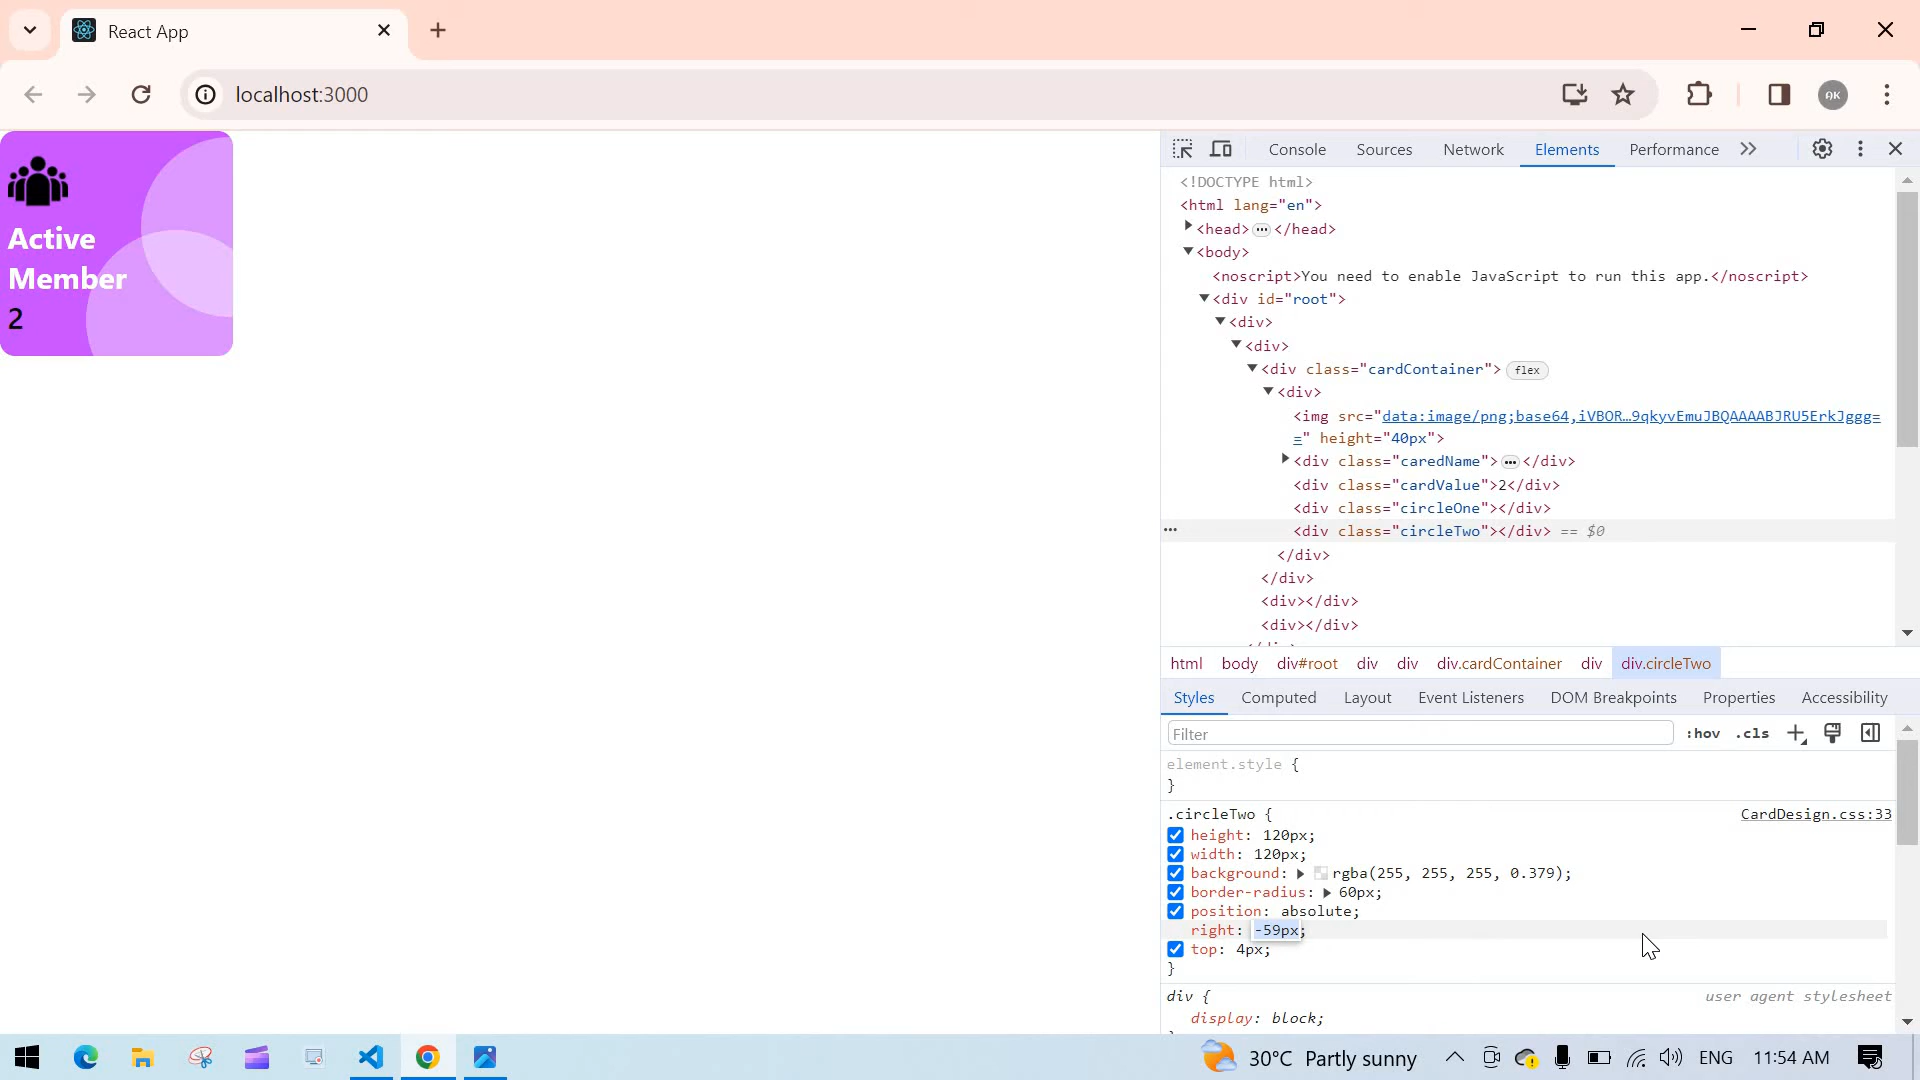 React App
localhost:3000
AK
Active
Member
2
Console Sources Network Elements Performance
<!DOCTYPE html>
<html lang="en">
<head>…</head>
<body>
<noscript>You need to enable JavaScript to run this app.</noscript>
<div id="root">
<div>
<div>
<div class="cardContainer"> flex
<div>
<img src="data:image/png;base64,iVBOR…9qkyvEmuJBQAAAABJRU5ErkJggg=
=" height="40px">
<div class="caredName">…</div>
<div class="cardValue">2</div>
<div class="circleOne"></div>
<div class="circleTwo"></div> == $0
</div>
</div>
<div></div>
<div></div>
html body div#root div div div.cardContainer div div.circleTwo
Styles Computed Layout Event Listeners DOM Breakpoints Properties Accessibility
Filter :hov .cls
element.style {
}
.circleTwo { CardDesign.css:33
height: 120px;
width: 120px;
background: rgba(255, 255, 255, 0.379);
border-radius: 60px;
position: absolute;
right: -59px;
top: 4px;
}
div { user agent stylesheet
display: block;
30°C Partly sunny ENG 11:54 AM